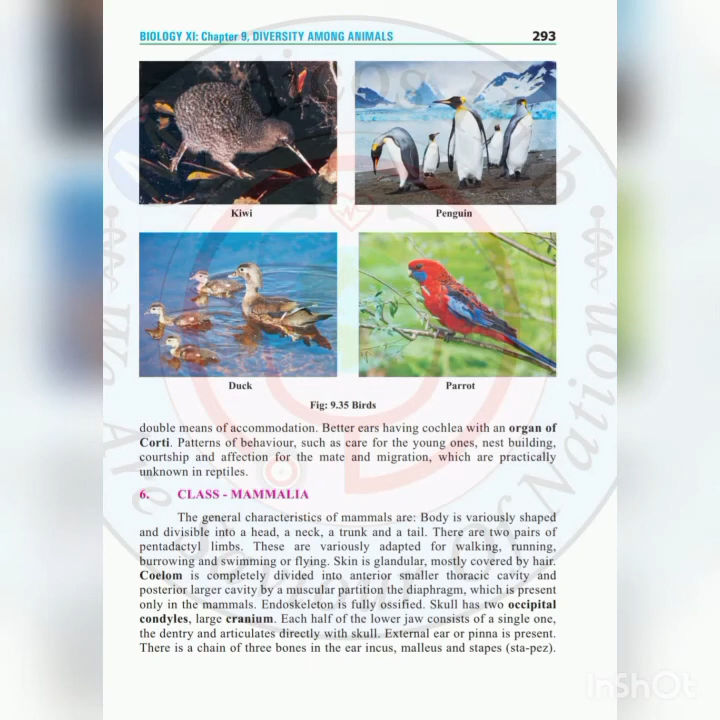 BIOLOGY XI: Chapter 9, DIVERSITY AMONG ANIMALS 293
Kiwi Penguin
Duck Parrot
Fig: 9.35 Birds
double means of accommodation. Better ears having cochlea with an organ of
Corti. Patterns of behaviour, such as care for the young ones, nest building,
courtship and affection for the mate and migration, which are practically
unknown in reptiles.
6. CLASS - MAMMALIA
The general characteristics of mammals are: Body is variously shaped
and divisible into a head, a neck, a trunk and a tail. There are two pairs of
pentadactyl limbs. These are variously adapted for walking, running,
burrowing and swimming or flying. Skin is glandular, mostly covered by hair.
Coelom is completely divided into anterior smaller thoracic cavity and
posterior larger cavity by a muscular partition the diaphragm, which is present
only in the mammals. Endoskeleton is fully ossified. Skull has two occipital
condyles, large cranium. Each half of the lower jaw consists of a single one,
the dentry and articulates directly with skull. External ear or pinna is present.
There is a chain of three bones in the ear incus, malleus and stapes (sta-pez).
InShOt